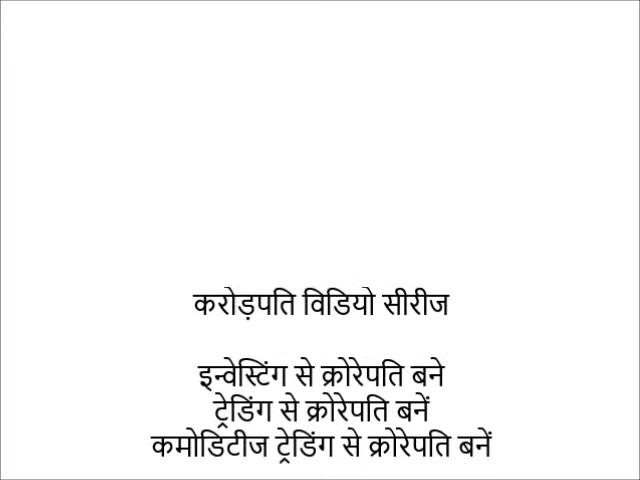 करोड़पति विडियो सीरीज
इन्वेस्टिंग से क्रोरेपति बने
ट्रेडिंग से क्रोरेपति बनें
कमोडिटीज ट्रेडिंग से क्रोरेपति बनें